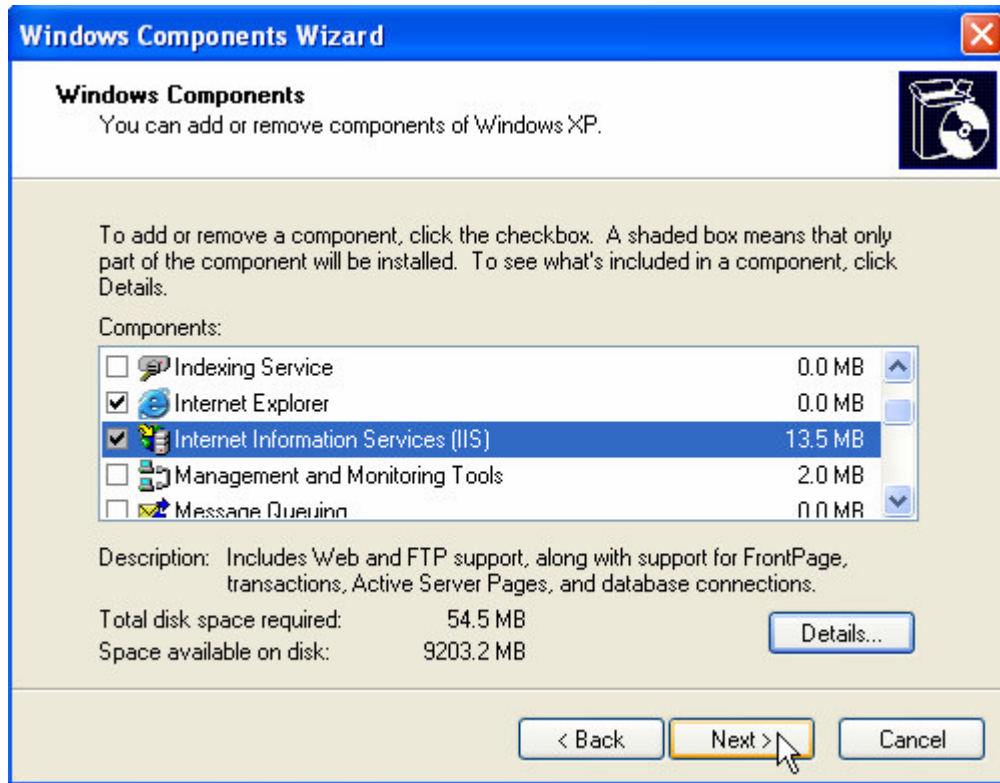 Windows Components Wizard
Windows Components
You can add or remove components of Windows XP.
To add or remove a component, click the checkbox. A shaded box means that only
part of the component will be installed. To see what's included in a component, click
Details.
Components:
Indexing Service 0.0 MB
Internet Explorer 0.0 MB
Internet Information Services (IIS) 13.5 MB
Management and Monitoring Tools 2.0 MB
Message Queuing 0.0 MB
Description: Includes Web and FTP support, along with support for FrontPage,
transactions, Active Server Pages, and database connections.
Total disk space required: 54.5 MB
Space available on disk: 9203.2 MB
Details...
< Back Next > Cancel